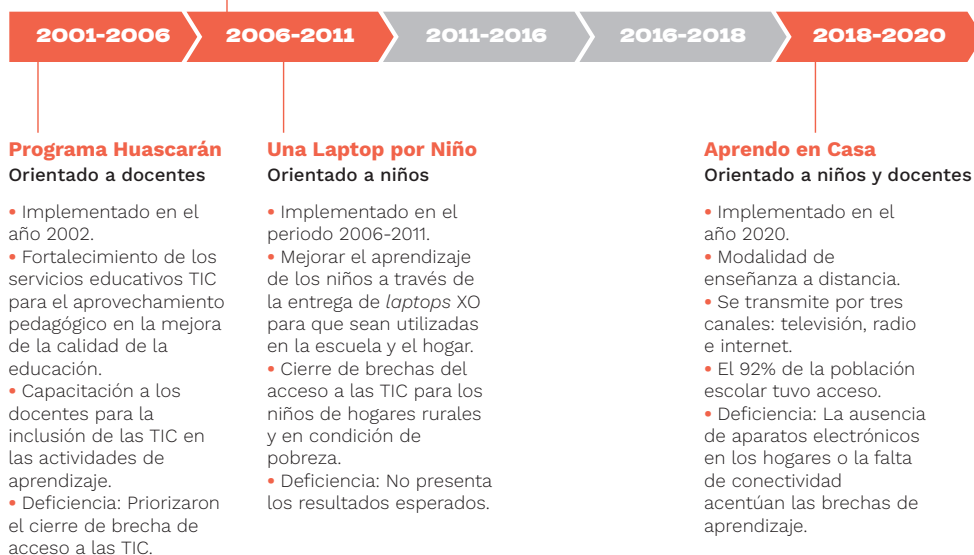 2001-2006
2006-2011
2011-2016
2016-2018
2018-2020
Programa Huascarán
Orientado a docentes
• Implementado en el
año 2002.
• Fortalecimiento de los
servicios educativos TIC
para el aprovechamiento
pedagógico en la mejora
de la calidad de la
educación.
• Capacitación a los
docentes para la
inclusión de las TIC en
las actividades de
aprendizaje.
• Deficiencia: Priorizaron
el cierre de brecha de
acceso a las TIC.
Una Laptop por Niño
Orientado a niños
• Implementado en el
periodo 2006-2011.
• Mejorar el aprendizaje
de los niños a través de
la entrega de laptops XO
para que sean utilizadas
en la escuela y el hogar.
• Cierre de brechas del
acceso a las TIC para los
niños de hogares rurales
y en condición de
pobreza.
• Deficiencia: No presenta
los resultados esperados.
Aprendo en Casa
Orientado a niños y docentes
• Implementado en el
año 2020.
• Modalidad de
enseñanza a distancia.
• Se transmite por tres
canales: televisión, radio
e internet.
• El 92% de la población
escolar tuvo acceso.
• Deficiencia: La ausencia
de aparatos electrónicos
en los hogares o la falta
de conectividad
acentúan las brechas de
aprendizaje.